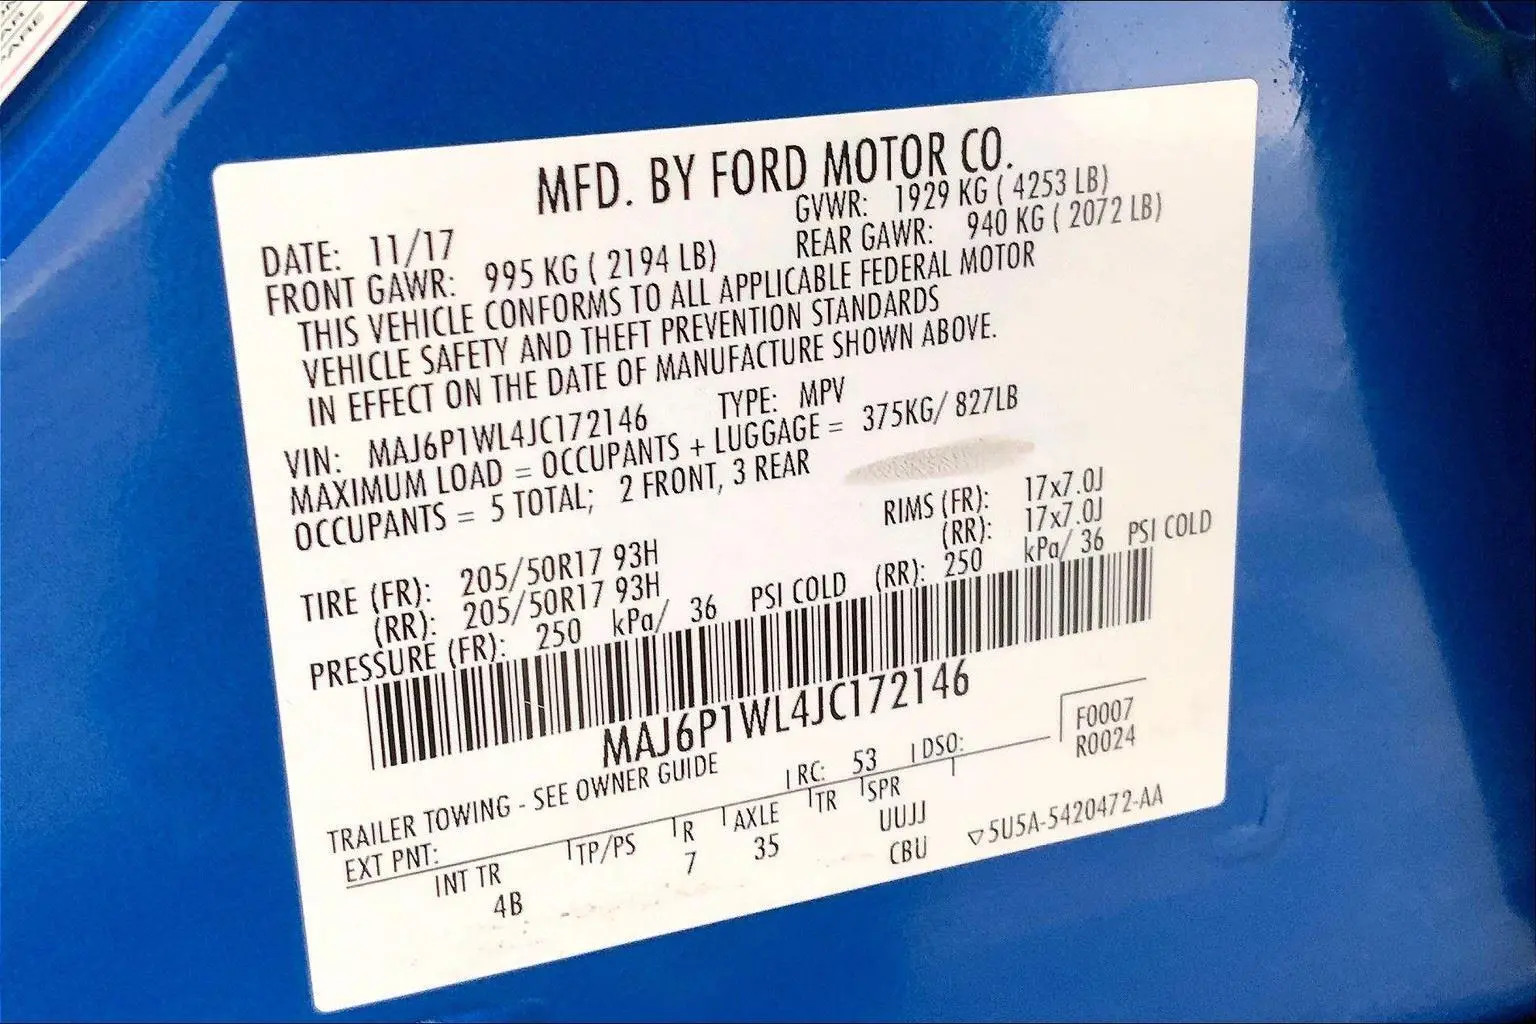 ARE
MFD. BY FORD MOTOR CO.
DATE: 11/17 GVWR: 1929 KG ( 4253 LB)
FRONT GAWR: 995 KG ( 2194 LB) REAR GAWR: 940 KG ( 2072 LB)
THIS VEHICLE CONFORMS TO ALL APPLICABLE FEDERAL MOTOR
VEHICLE SAFETY AND THEFT PREVENTION STANDARDS
IN EFFECT ON THE DATE OF MANUFACTURE SHOWN ABOVE.
VIN: MAJ6P1WL4JC172146 TYPE: MPV
MAXIMUM LOAD = OCCUPANTS + LUGGAGE = 375KG/ 827LB
OCCUPANTS = 5 TOTAL; 2 FRONT, 3 REAR
TIRE (FR): 205/50R17 93H RIMS (FR): 17x7.0J
(RR): 205/50R17 93H (RR): 17x7.0J
PRESSURE (FR): 250 kPa/ 36 PSI COLD (RR): 250 kPa/ 36 PSI COLD
MAJ6P1WL4JC172146
TRAILER TOWING - SEE OWNER GUIDE
EXT PNT: RC: 53 DSO: F0007
R0024
INT TR TP/PS R AXLE TR SPR
4B 7 35 UUJJ
CBU
▽5U5A-5420472-AA